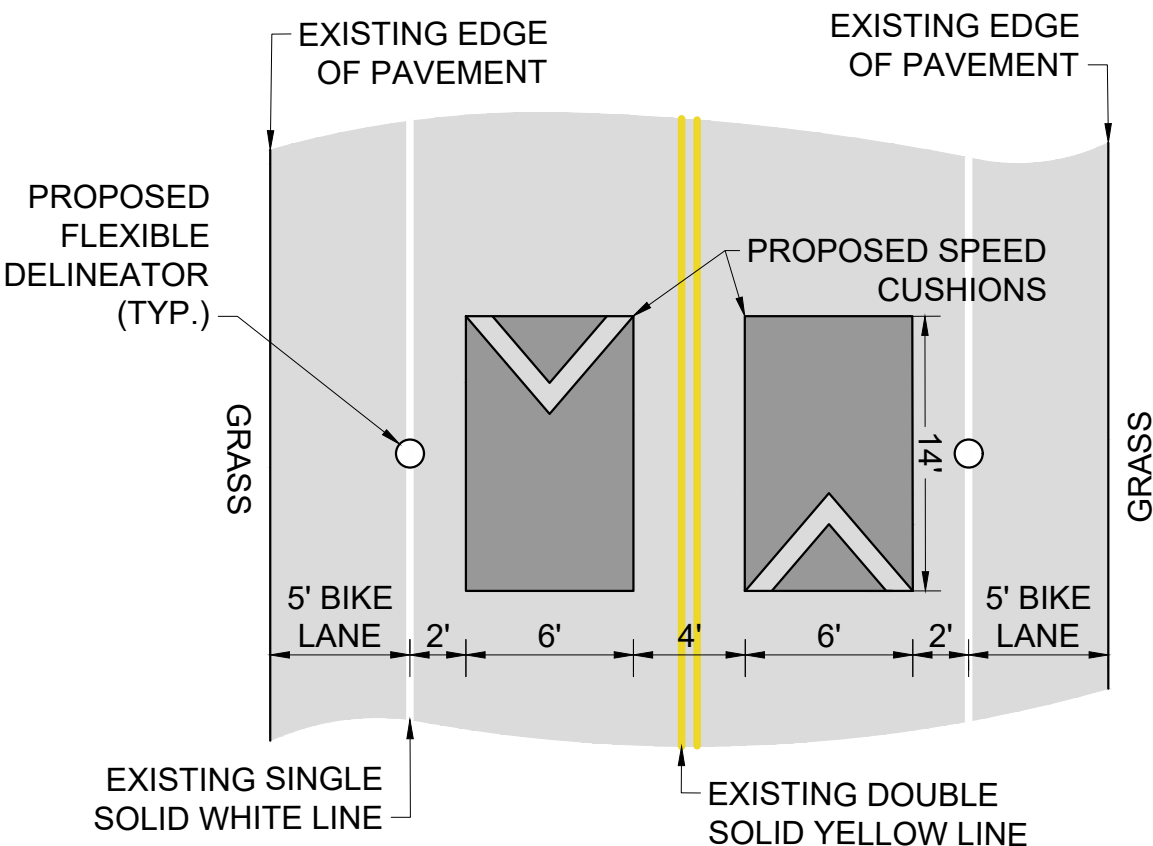 EXISTING EDGE
OF PAVEMENT
EXISTING EDGE
OF PAVEMENT
PROPOSED
FLEXIBLE
DELINEATOR
(TYP.)
PROPOSED SPEED
CUSHIONS
GRASS
14'
GRASS
5' BIKE
LANE
2'
6'
4'
6'
2'
5' BIKE
LANE
EXISTING SINGLE
SOLID WHITE LINE
EXISTING DOUBLE
SOLID YELLOW LINE